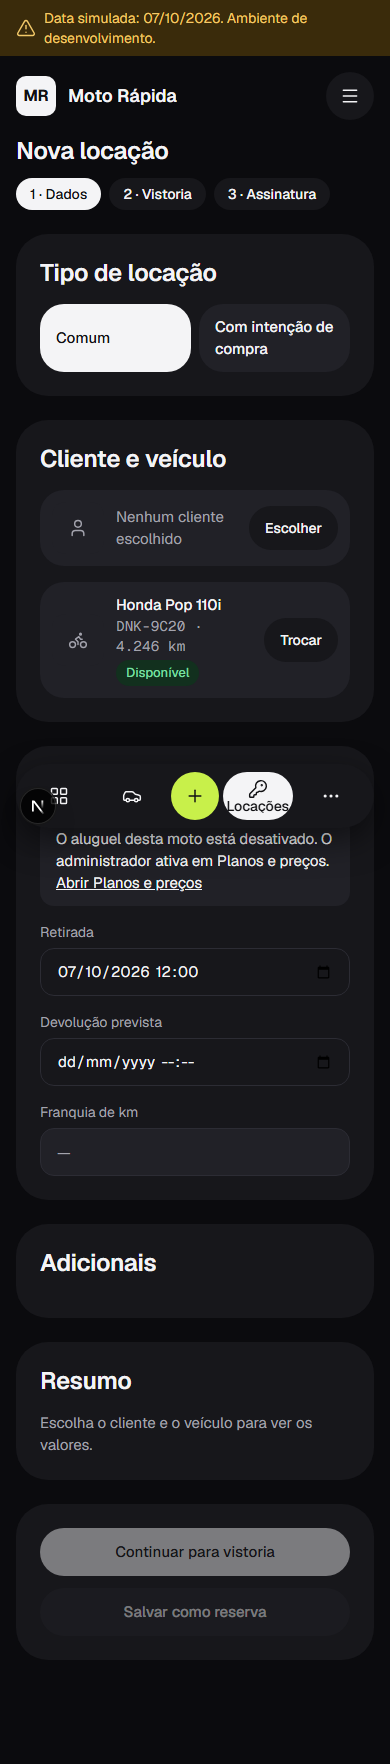 Data simulada: 07/10/2026. Ambiente de
desenvolvimento.
MR Moto Rápida
Nova locação
1 · Dados 2 · Vistoria 3 · Assinatura
Tipo de locação
Comum
Com intenção de
compra
Cliente e veículo
Nenhum cliente
escolhido
Escolher
Honda Pop 110i
DNK-9C20 ·
4.246 km
Disponível
Trocar
N
Locações
O aluguel desta moto está desativado. O
administrador ativa em Planos e preços.
Abrir Planos e preços
Retirada
07/10/2026 12:00
Devolução prevista
dd/mm/yyyy --:--
Franquia de km
—
Adicionais
Resumo
Escolha o cliente e o veículo para ver os
valores.
Continuar para vistoria
Salvar como reserva